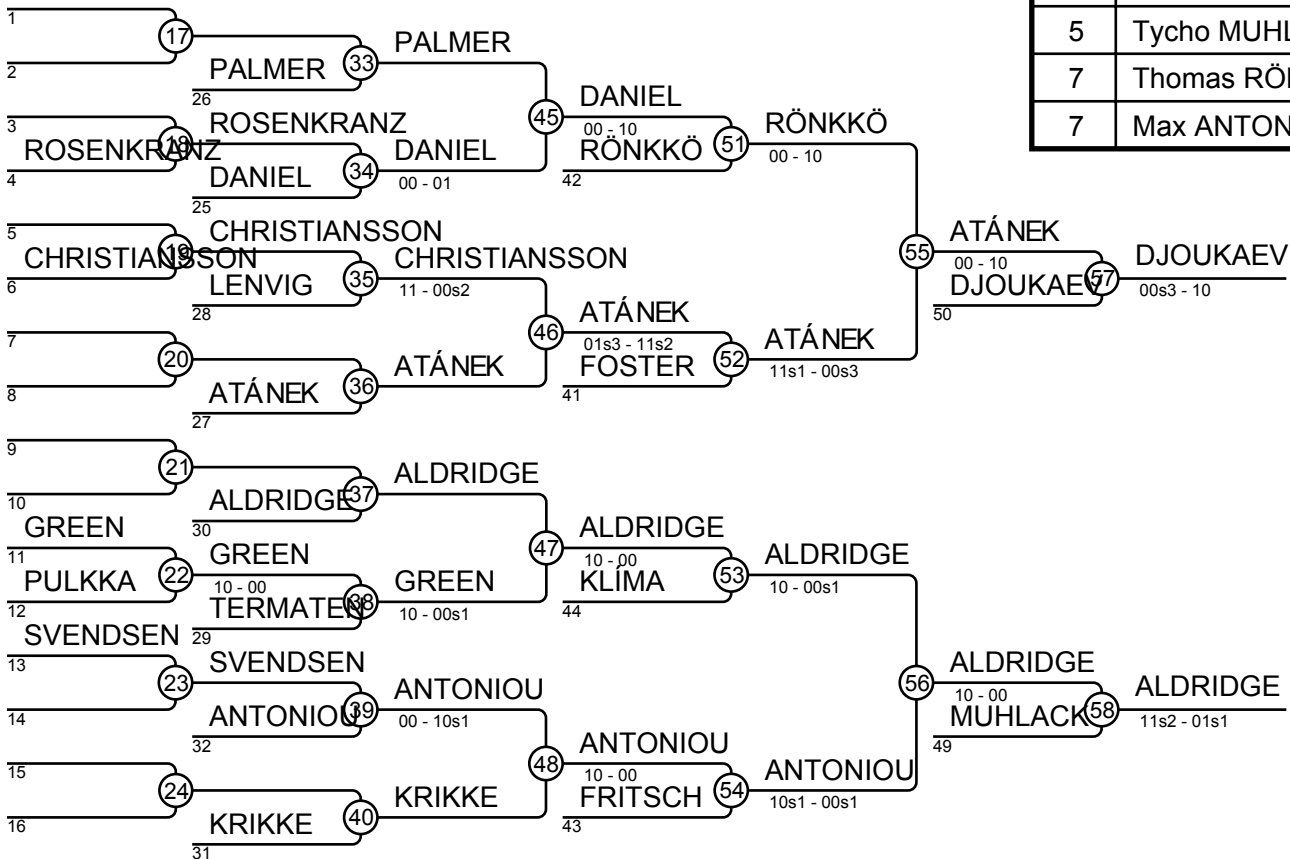 5 Tycho MUHL
7 Thomas RÖN
7 Max ANTON
1
17
2
PALMER
33
PALMER
26
3
ROSENKRANZ
18
ROSENKRANZ
4
DANIEL
34
25
DANIEL
00 - 01
45
DANIEL
00 - 10
RÖNKKÖ
42
51
RÖNKKÖ
00 - 10
5
CHRISTIANSSON
19
CHRISTIANSSON
6
LENVIG
35
28
CHRISTIANSSON
11 - 00s2
7
20
8
ATÁNEK
36
27
ATÁNEK
46
ATÁNEK
01s3 - 11s2
FOSTER
41
52
ATÁNEK
11s1 - 00s3
55
ATÁNEK
00 - 10
DJOUKAEV
50
57
DJOUKAEV
00s3 - 10
9
21
10
ALDRIDGE
37
30
ALDRIDGE
GREEN
11
PULKKA
22
12
GREEN
10 - 00
TERMATEN
38
29
GREEN
10 - 00s1
47
ALDRIDGE
10 - 00
KLÍMA
44
53
ALDRIDGE
10 - 00s1
SVENDSEN
13
23
14
SVENDSEN
ANTONIOU
39
32
ANTONIOU
00 - 10s1
15
24
16
KRIKKE
40
31
KRIKKE
48
ANTONIOU
10 - 00
FRITSCH
43
54
ANTONIOU
10s1 - 00s1
56
ALDRIDGE
10 - 00
MUHLACK
49
58
ALDRIDGE
11s2 - 01s1